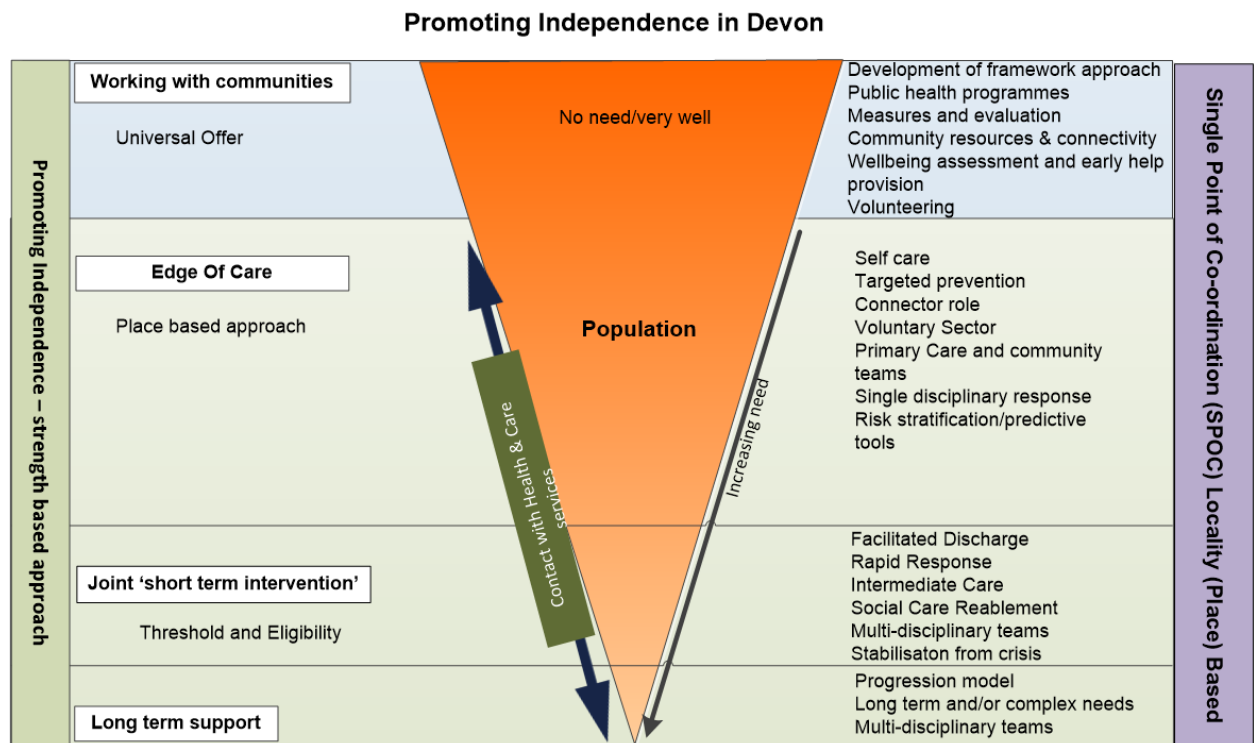 Promoting Independence in Devon
Promoting Independence – strength based approach
Working with communities
Universal Offer
No need/very well
Development of framework approach
Public health programmes
Measures and evaluation
Community resources & connectivity
Wellbeing assessment and early help
provision
Volunteering
Edge Of Care
Place based approach
Population
Contact with Health & Care
services
Increasing need
Self care
Targeted prevention
Connector role
Voluntary Sector
Primary Care and community
teams
Single disciplinary response
Risk stratification/predictive
tools
Joint ‘short term intervention’
Threshold and Eligibility
Facilitated Discharge
Rapid Response
Intermediate Care
Social Care Reablement
Multi-disciplinary teams
Stabilisaton from crisis
Long term support
Progression model
Long term and/or complex needs
Multi-disciplinary teams
Single Point of Co-ordination (SPOC) Locality (Place) Based